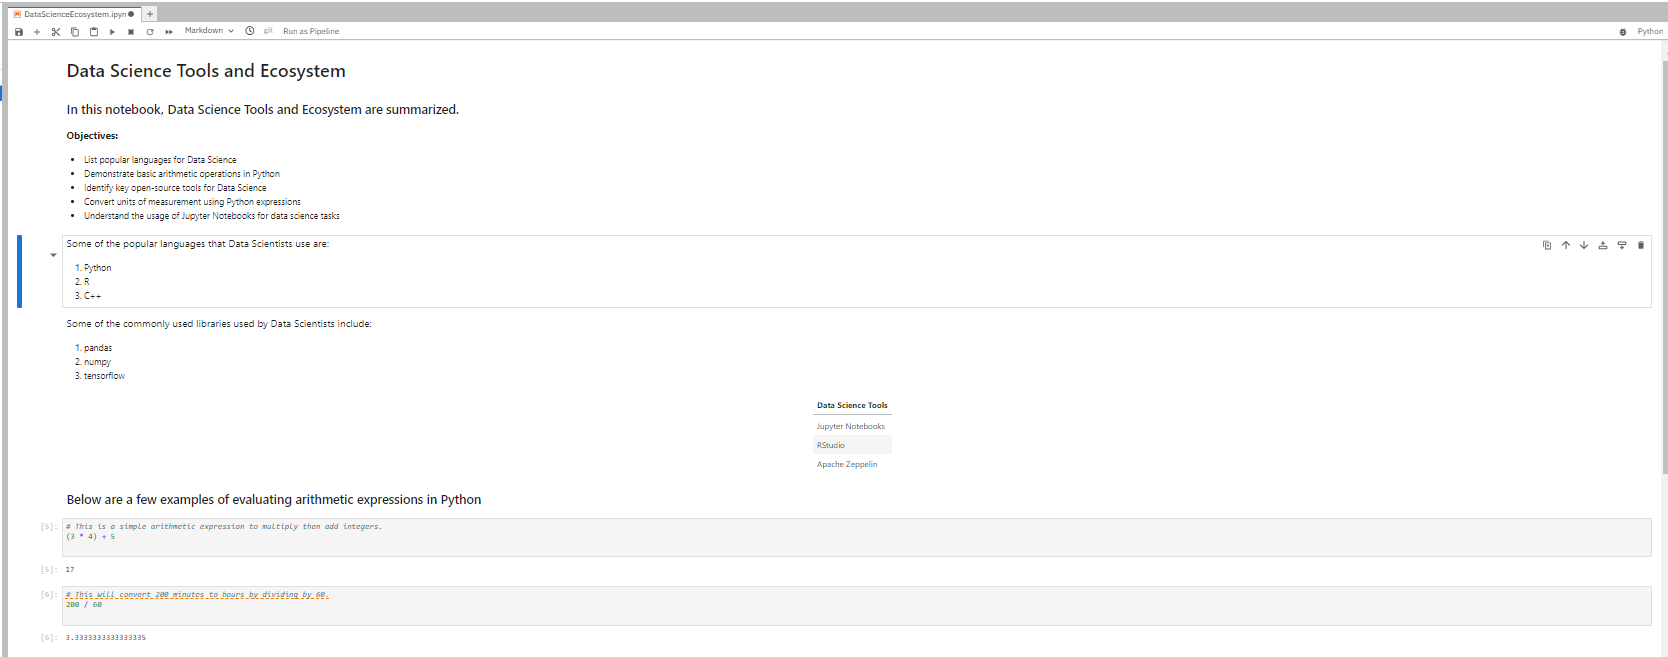 DataScienceEcosystem.ipyn
Markdown
git
Run as Pipeline
Python
Data Science Tools and Ecosystem
In this notebook, Data Science Tools and Ecosystem are summarized.
Objectives:
• List popular languages for Data Science
• Demonstrate basic arithmetic operations in Python
• Identify key open-source tools for Data Science
• Convert units of measurement using Python expressions
• Understand the usage of Jupyter Notebooks for data science tasks
Some of the popular languages that Data Scientists use are:
1. Python
2. R
3. C++
Some of the commonly used libraries used by Data Scientists include:
1. pandas
2. numpy
3. tensorflow
Data Science Tools
Jupyter Notebooks
RStudio
Apache Zeppelin
Below are a few examples of evaluating arithmetic expressions in Python
[5]: # This is a simple arithmetic expression to multiply then add integers.
(3 * 4) + 5
[5]: 17
[6]: # This will convert 200 minutes to hours by dividing by 60.
200 / 60
[6]: 3.3333333333333335